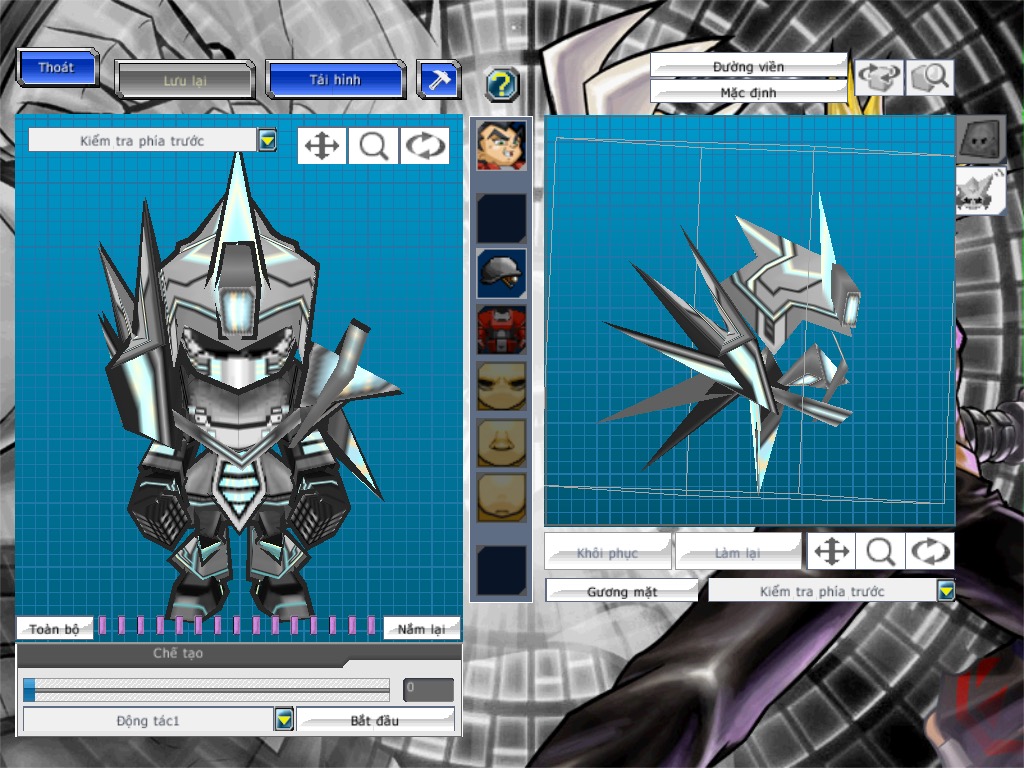 Thoát
Lưu lại
Tải hình
Đường viền
Mặc định
Kiểm tra phía trước
Khôi phục
Làm lại
Gương mặt
Kiểm tra phía trước
Toàn bộ
Nắm lại
Chế tạo
0
Động tác1
Bắt đầu